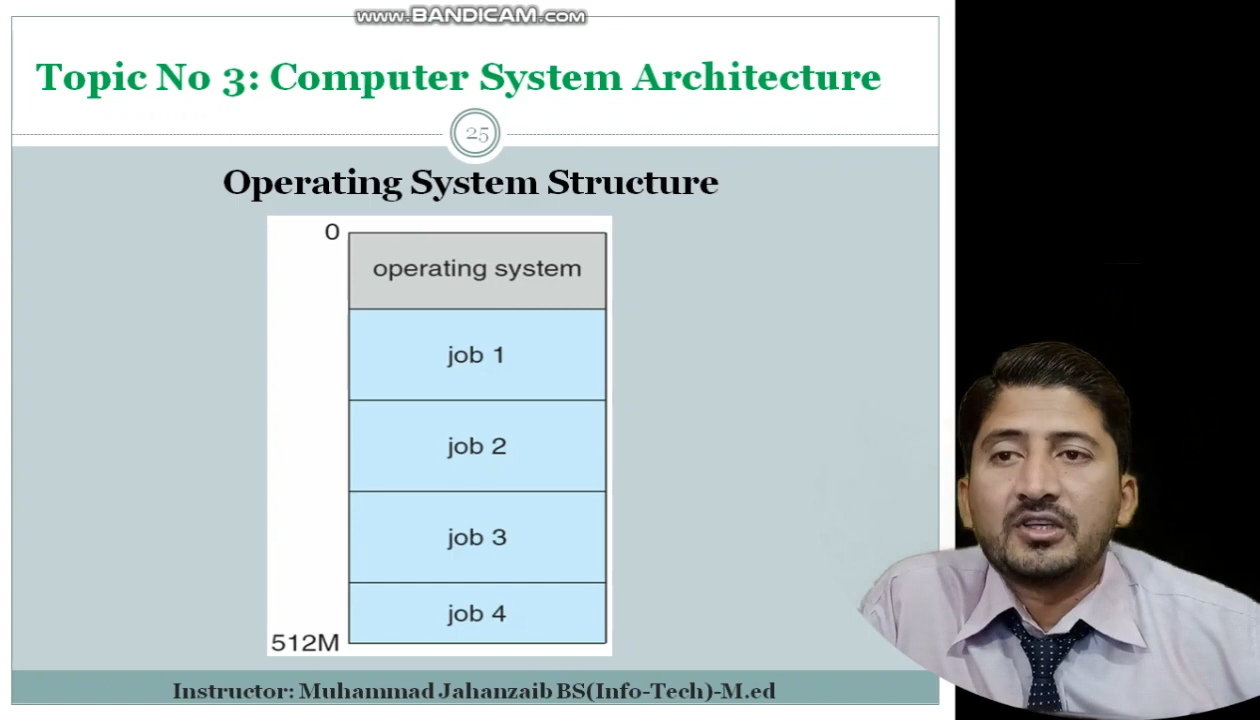 www.BANDICAM.com
Topic No 3: Computer System Architecture
25
Operating System Structure
0
operating system
job 1
job 2
job 3
job 4
512M
Instructor: Muhammad Jahanzaib BS(Info-Tech)-M.ed